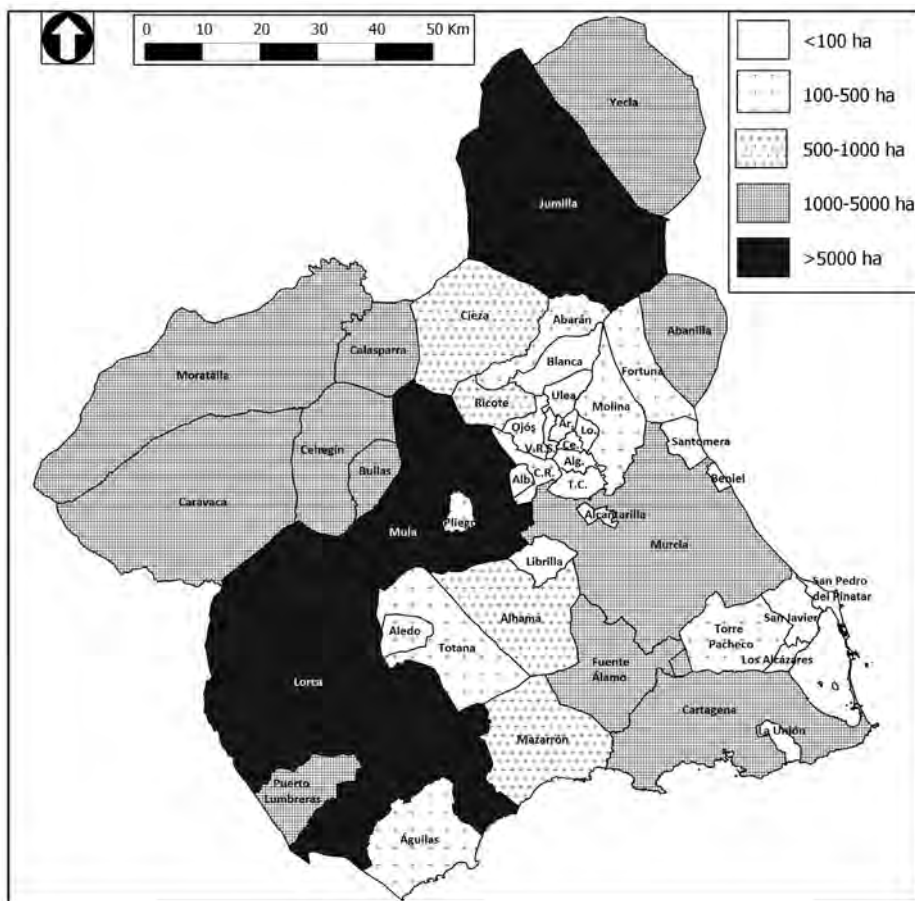 0 10 20 30 40 50 Km
<100 ha
100-500 ha
500-1000 ha
1000-5000 ha
>5000 ha
Yecla
Jumilla
Cieza
Abarán
Abanilla
Calasparra
Blanca
Fortuna
Moratalla
Ricote
Ulea
Molina
Ojós
Ar.
Lo.
Cehegín
V.R.S.
Ce.
Santomera
Bullas
Alb.
C.R.
Alg.
Beniel
Caravaca
T.C.
Pliego
Alcantarilla
Mula
Murcia
Librilla
San Pedro
del Pinatar
Alhama
San Javier
Aledo
Torre
Pacheco
Totana
Los Alcázares
Fuente
Álamo
Lorca
Cartagena
La Unión
Mazarrón
Puerto
Lumbreras
Águilas